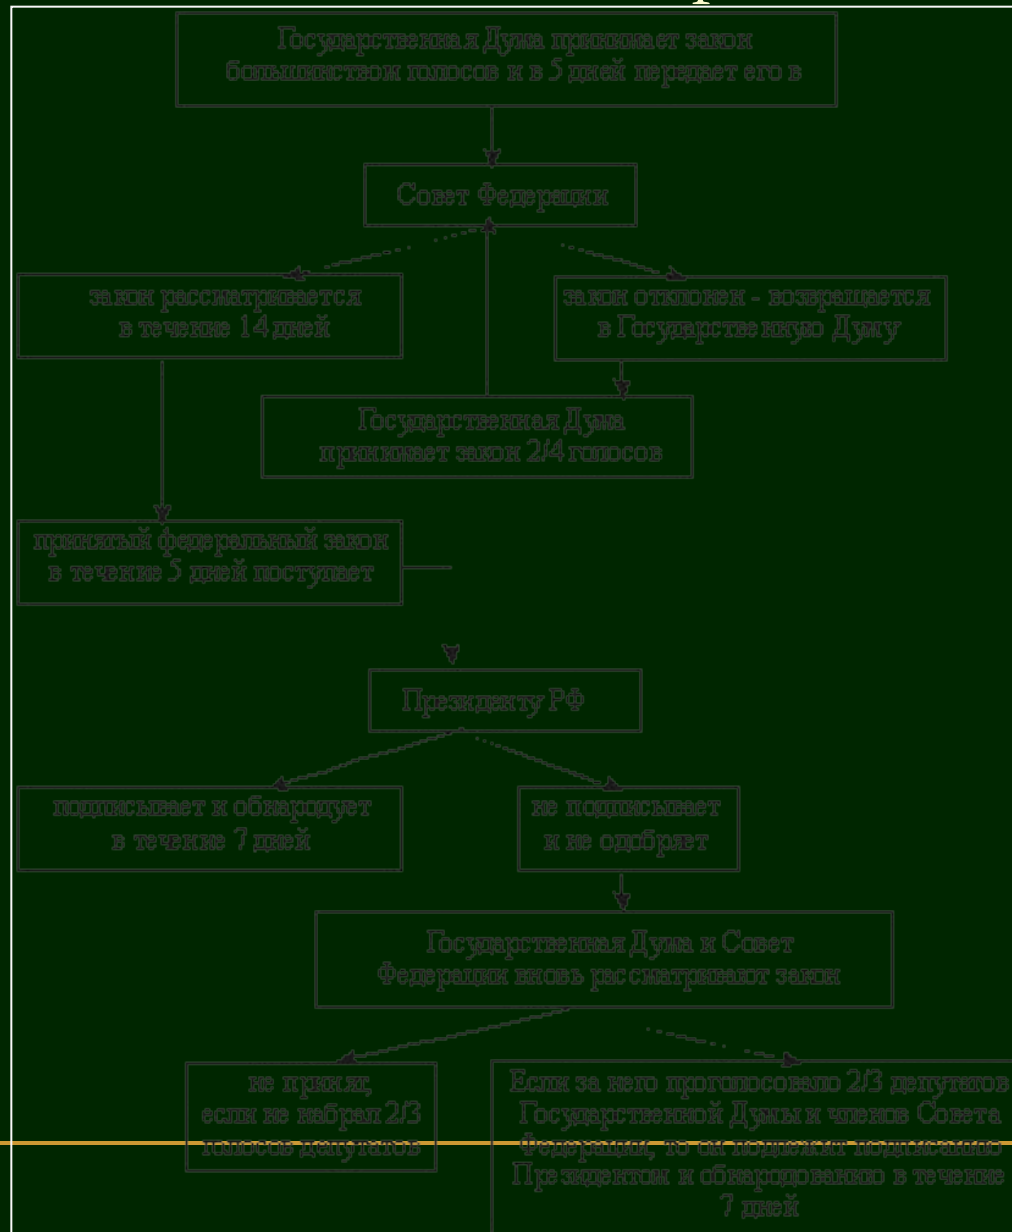 Государственная Дума принимает закон
большинством голосов и в 5 дней передает его в
Совет Федерации
закон рассматривается
в течение 14 дней
закон отклонен - возвращается
в Государственную Думу
Государственная Дума
принимает закон 2/4 голосов
принятый федеральный закон
в течение 5 дней поступает
Президенту РФ
подписывает и обнародует
в течение 7 дней
не подписывает
и не одобряет
Государственная Дума и Совет
Федерации вновь рассматривают закон
не принят,
если не набрал 2/3
голосов депутатов
Если за него проголосовало 2/3 депутатов
Государственной Думы и членов Совета
Федерации, то он подлежит подписанию
Президентом и обнародованию в течение
7 дней